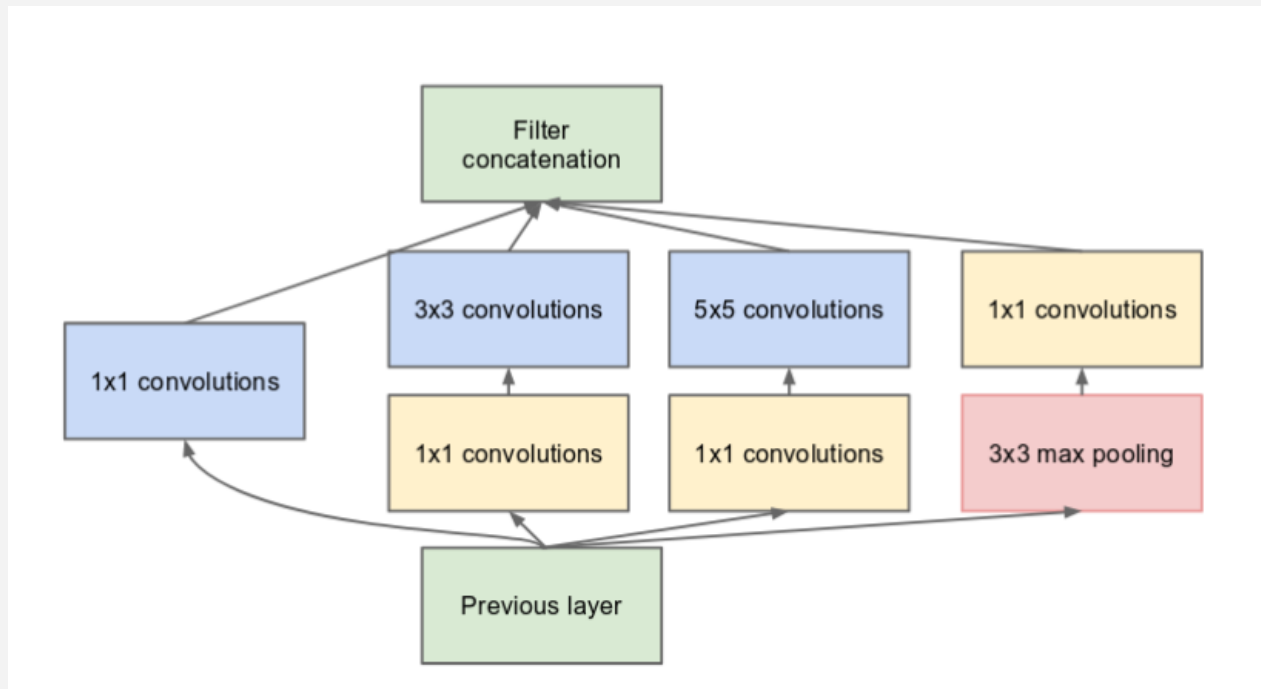 Filter
concatenation
3x3 convolutions
5x5 convolutions
1x1 convolutions
1x1 convolutions
1x1 convolutions
1x1 convolutions
3x3 max pooling
Previous layer